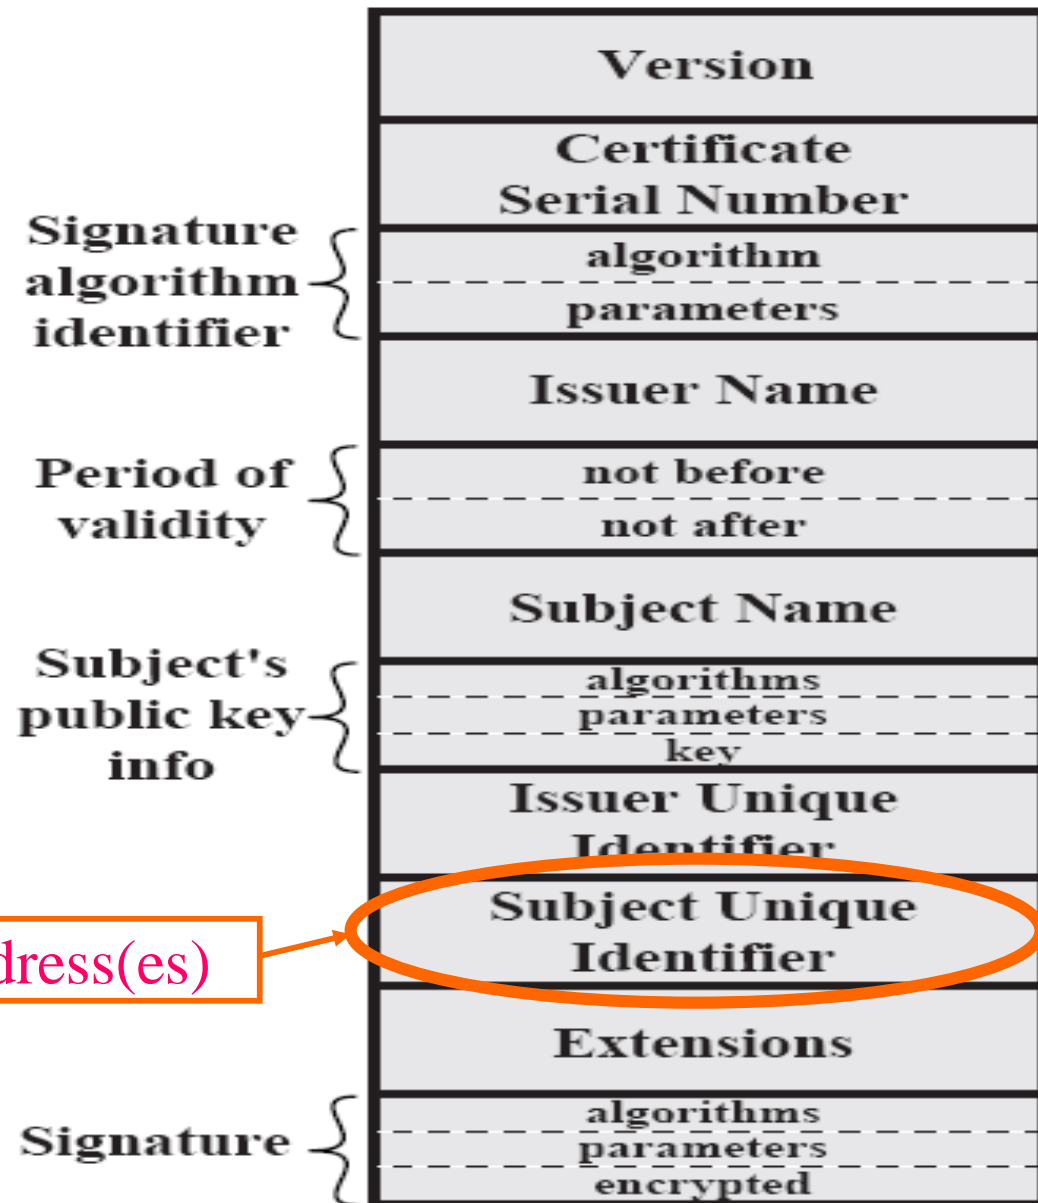 Version
Certificate
Serial Number
Signature
algorithm
identifier
algorithm
parameters
Issuer Name
Period of
validity
not before
not after
Subject Name
Subject's
public key
info
algorithms
parameters
key
Issuer Unique
Identifier
Subject Unique
Identifier
dress(es)
Extensions
Signature
algorithms
parameters
encrypted